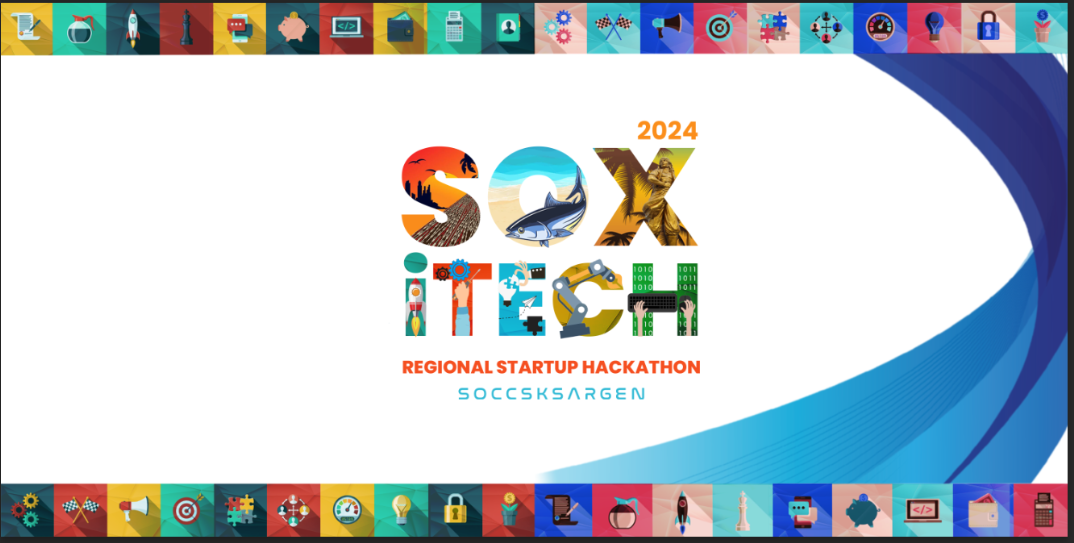 2024
SOX
iTECH
REGIONAL STARTUP HACKATHON
SOCCSKSARGEN